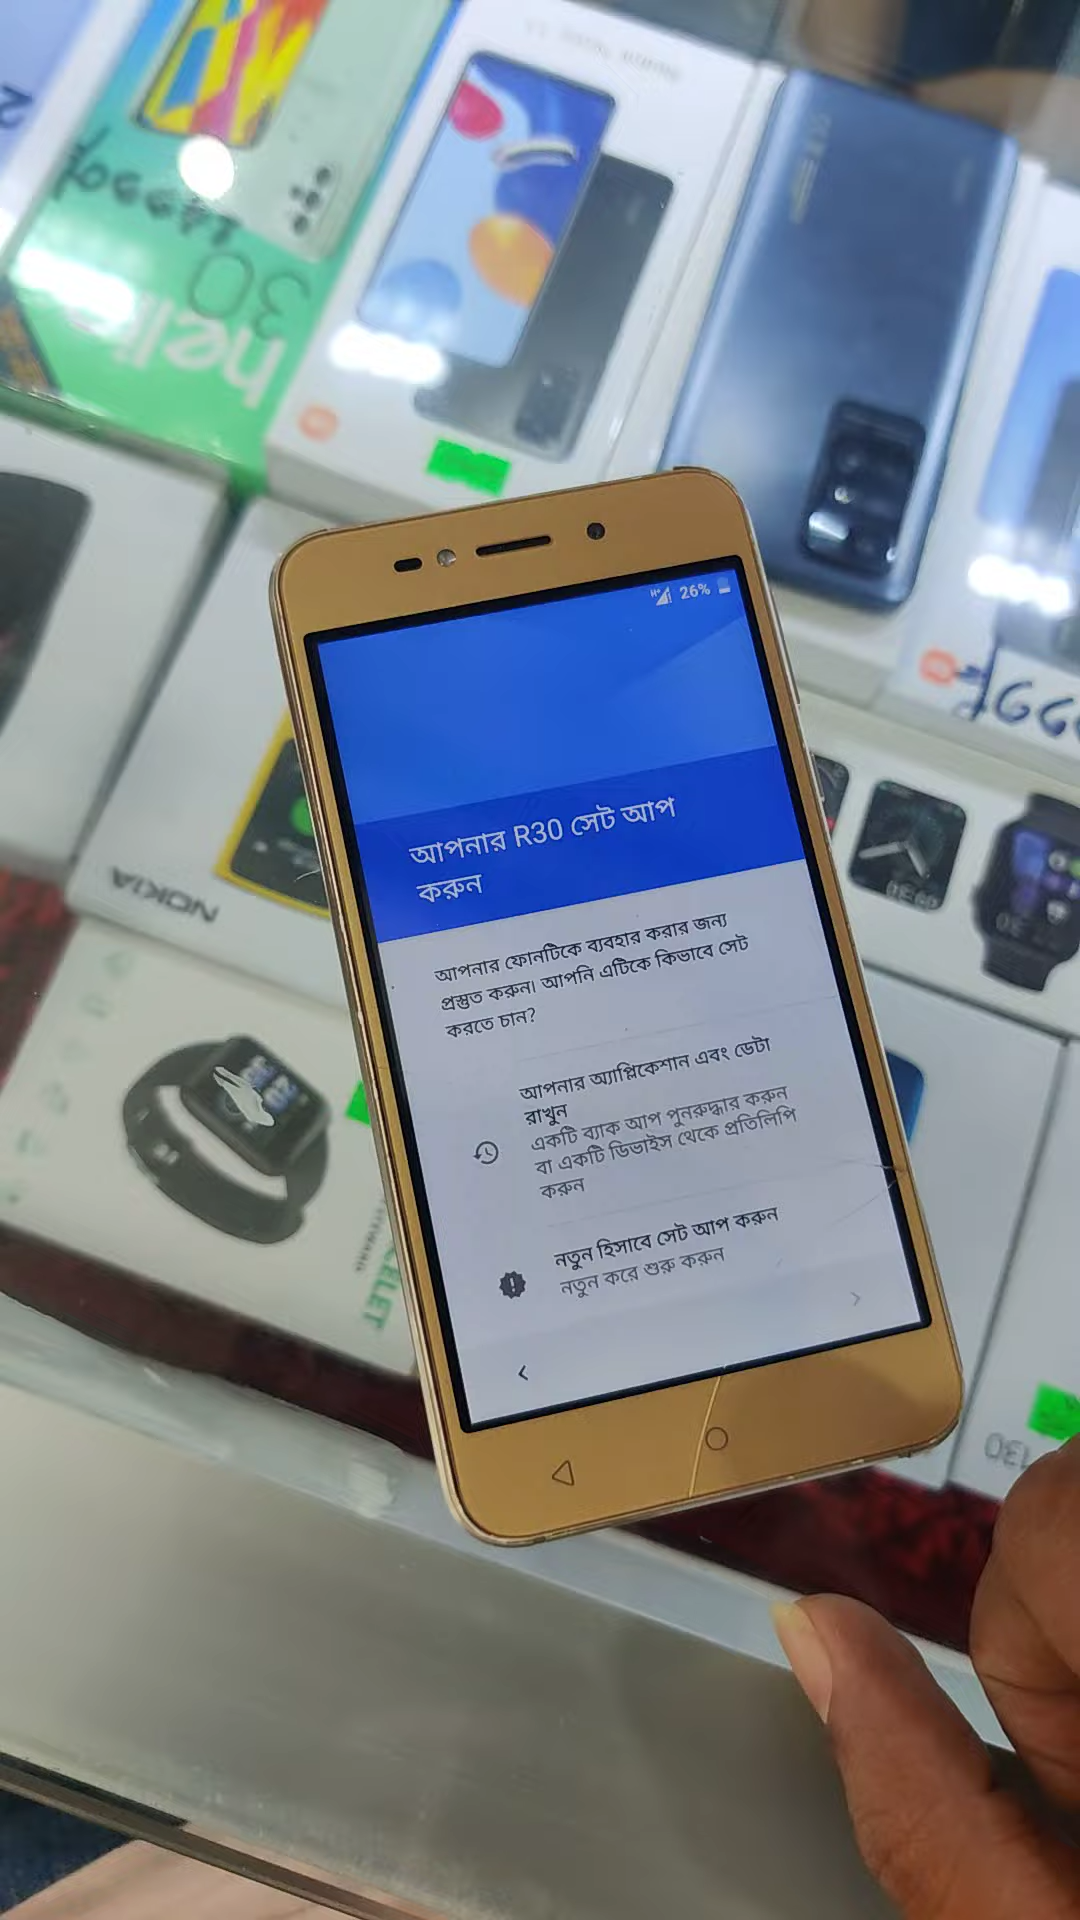 helio
30
NOKIA
26%
আপনার R30 সেট আপ
করুন
আপনার ফোনটিকে ব্যবহার করার জন্য
প্রস্তুত করুন। আপনি এটিকে কিভাবে সেট
করতে চান?
আপনার অ্যাপ্লিকেশান এবং ডেটা
রাখুন
একটি ব্যাক আপ পুনরুদ্ধার করুন
বা একটি ডিভাইস থেকে প্রতিলিপি
করুন
নতুন হিসাবে সেট আপ করুন
নতুন করে শুরু করুন